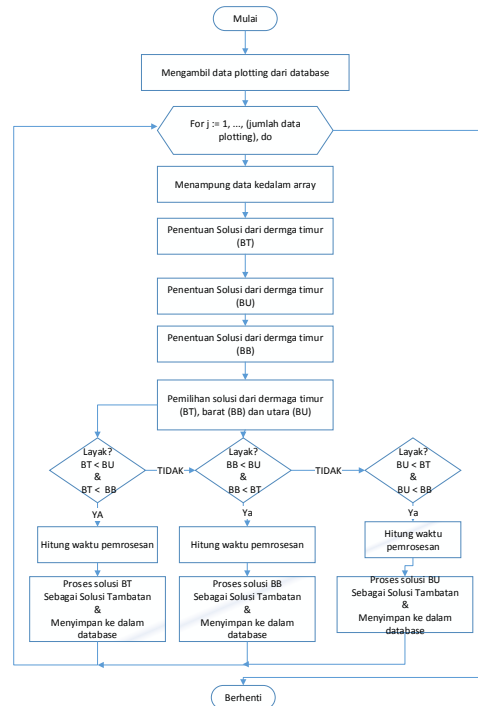 Mulai
Mengambil data plotting dari database
For j := 1, ..., (jumlah data
plotting), do
Menampung data kedalam array
Penentuan Solusi dari dermga timur
(BT)
Penentuan Solusi dari dermga timur
(BU)
Penentuan Solusi dari dermga timur
(BB)
Pemilihan solusi dari dermaga timur
(BT), barat (BB) dan utara (BU)
Layak?
BT < BU
&
BT < BB
TIDAK
Layak?
BB < BU
&
BB < BT
TIDAK
Layak?
BU < BT
&
BU < BB
YA
Ya
Ya
Hitung waktu pemrosesan
Hitung waktu pemrosesan
Hitung waktu
pemrosesan
Proses solusi BT
Sebagai Solusi Tambatan
&
Menyimpan ke dalam
database
Proses solusi BB
Sebagai Solusi Tambatan
&
Menyimpan ke dalam
database
Proses solusi BU
Sebagai Solusi Tambatan
&
Menyimpan ke dalam
database
Berhenti